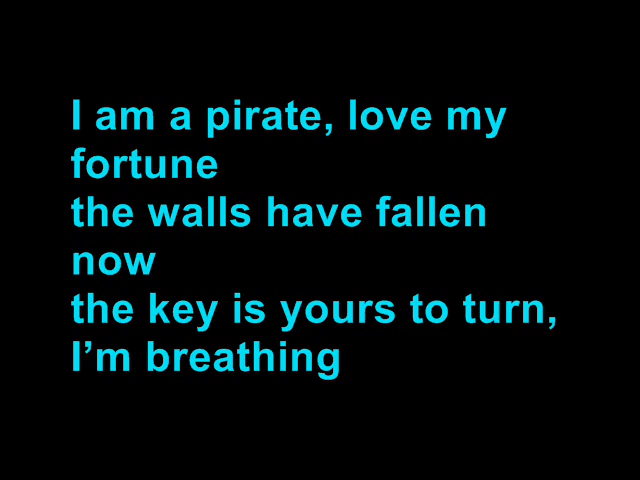 I am a pirate, love my
fortune
the walls have fallen
now
the key is yours to turn,
I’m breathing